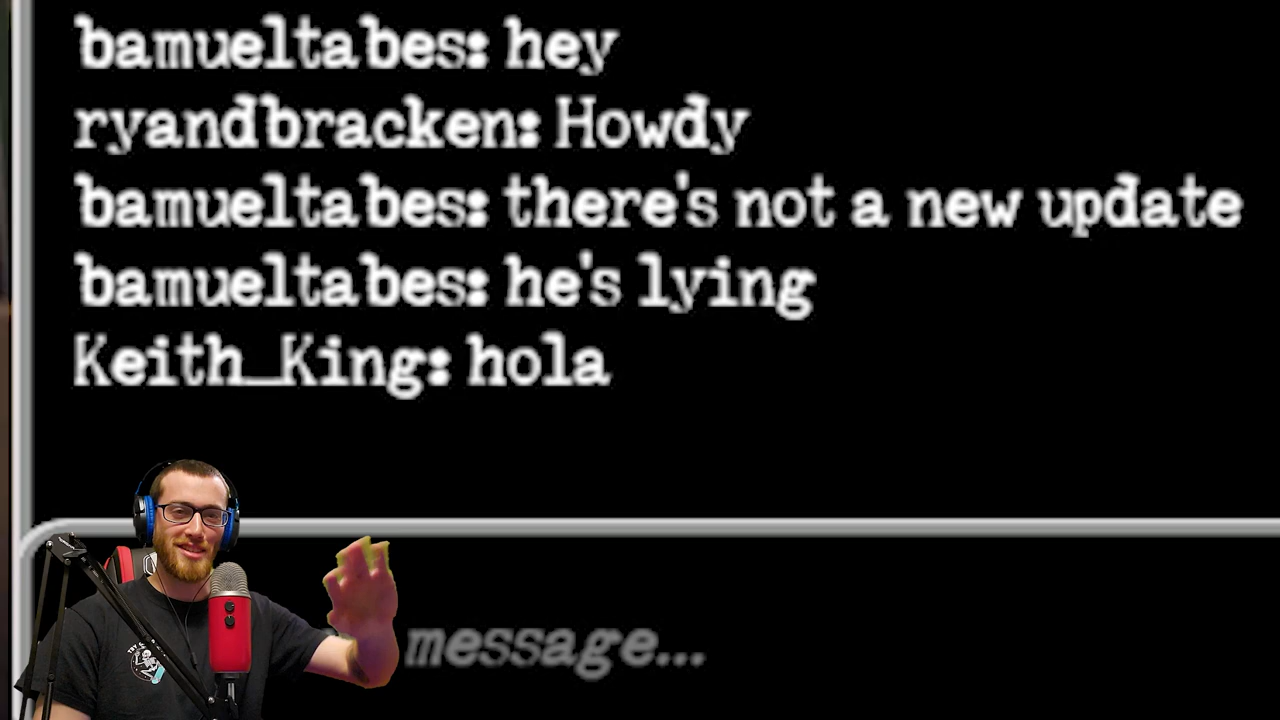 bamueltabes: hey
ryandbracken: Howdy
bamueltabes: there's not a new update
bamueltabes: he's lying
Keith_King: hola
message...